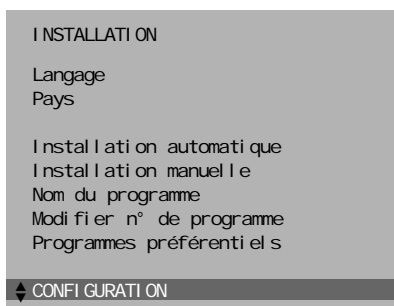 INSTALLATION
Langage
Pays
Installation automatique
Installation manuelle
Nom du programme
Modifier n° de programme
Programmes préférentiels
CONFIGURATION